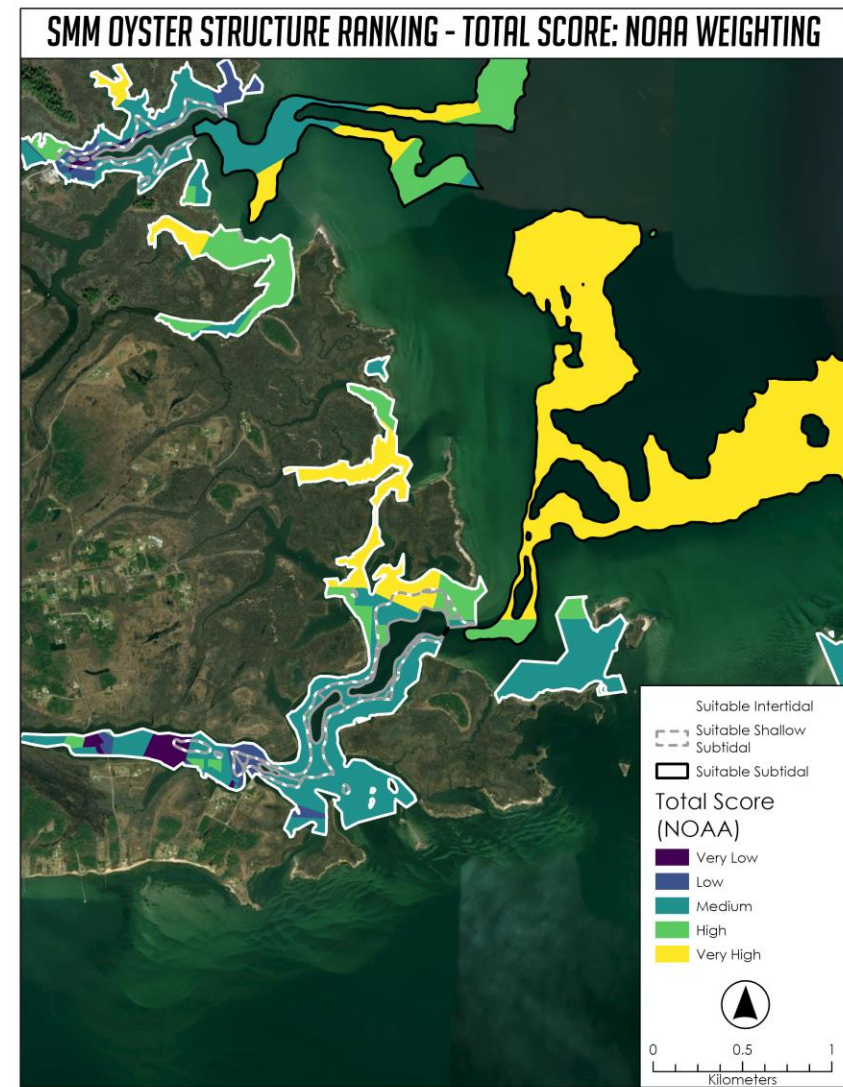 SMM OYSTER STRUCTURE RANKING - TOTAL SCORE: NOAA WEIGHTING
Suitable Intertidal
Suitable Shallow
Subtidal
Suitable Subtidal
Total Score
(NOAA)
Very Low
Low
Medium
High
Very High
0 0.5 1
Kilometers